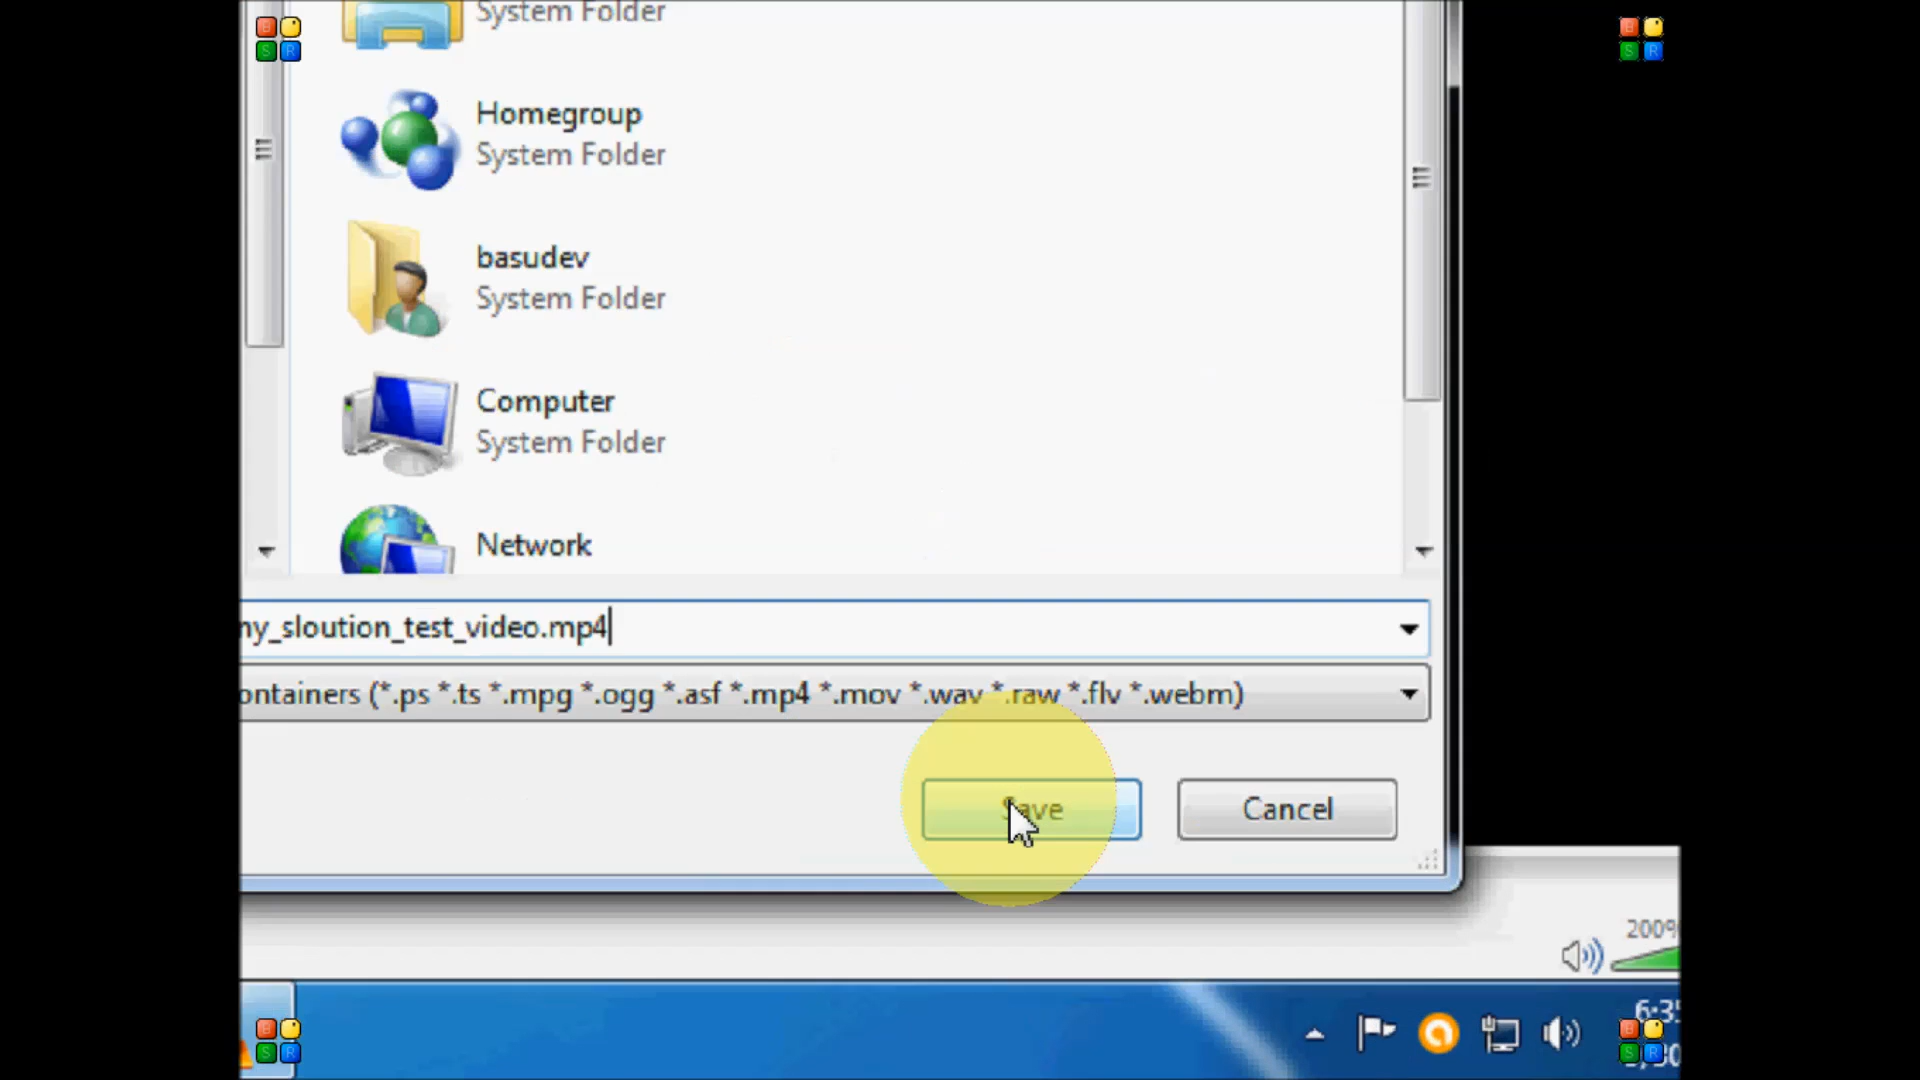 System Folder
Homegroup
System Folder
basudev
System Folder
Computer
System Folder
Network
ny_sloution_test_video.mp4
ontainers (*.ps *.ts *.mpg *.ogg *.asf *.mp4 *.mov *.wav *.raw *.flv *.webm)
Save
Cancel
200%
B
S R
B
S R
B
S R
B
S R